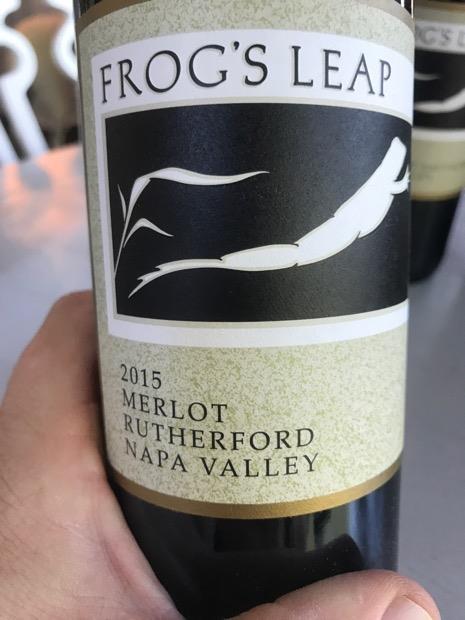 FROG'S LEAP
2015
MERLOT
RUTHERFORD
NAPA VALLEY